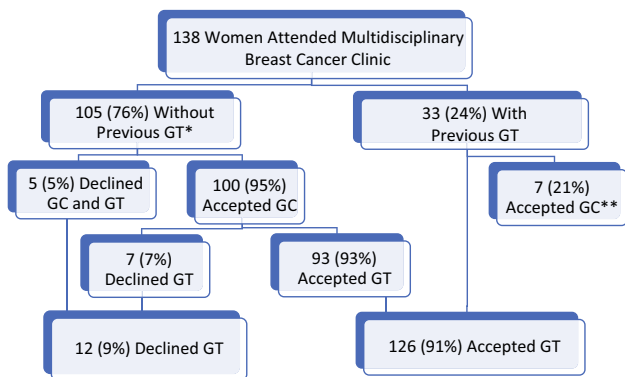 138 Women Attended Multidisciplinary
Breast Cancer Clinic
105 (76%) Without
Previous GT*
33 (24%) With
Previous GT
5 (5%) Declined
GC and GT
100 (95%)
Accepted GC
7 (21%)
Accepted GC**
7 (7%)
Declined GT
93 (93%)
Accepted GT
12 (9%) Declined GT
126 (91%) Accepted GT